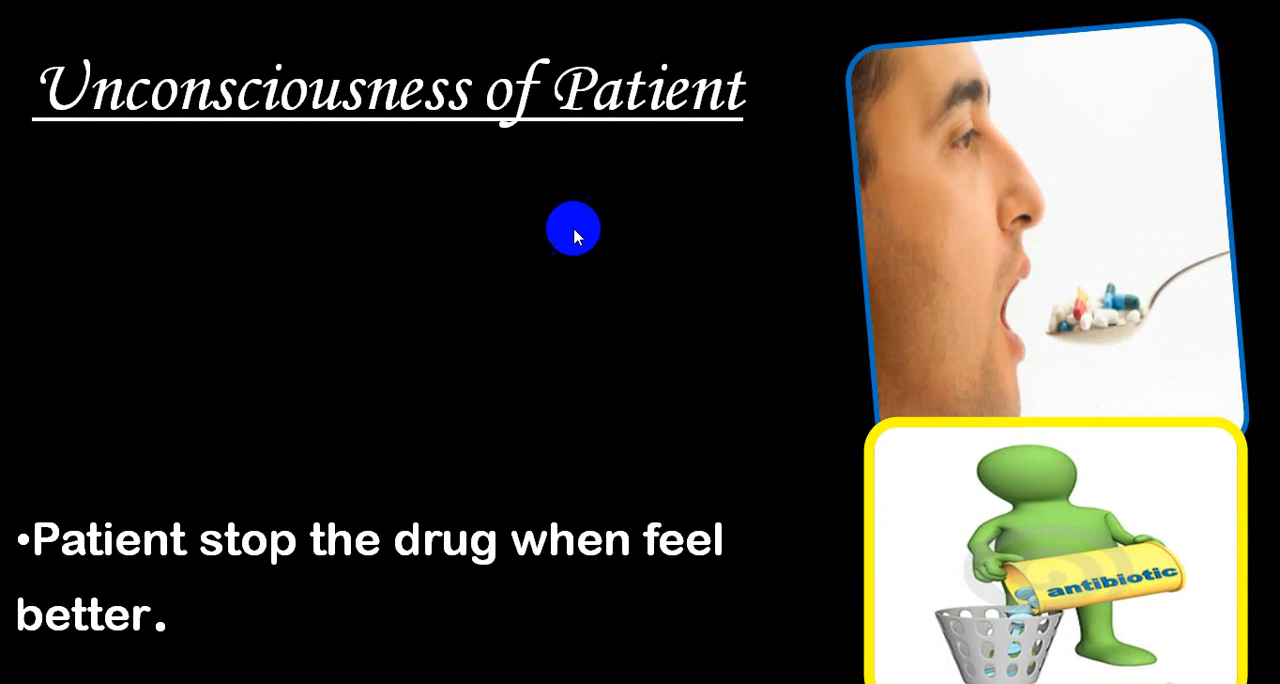 Unconsciousness of Patient
•Patient stop the drug when feel
better.
antibiotic